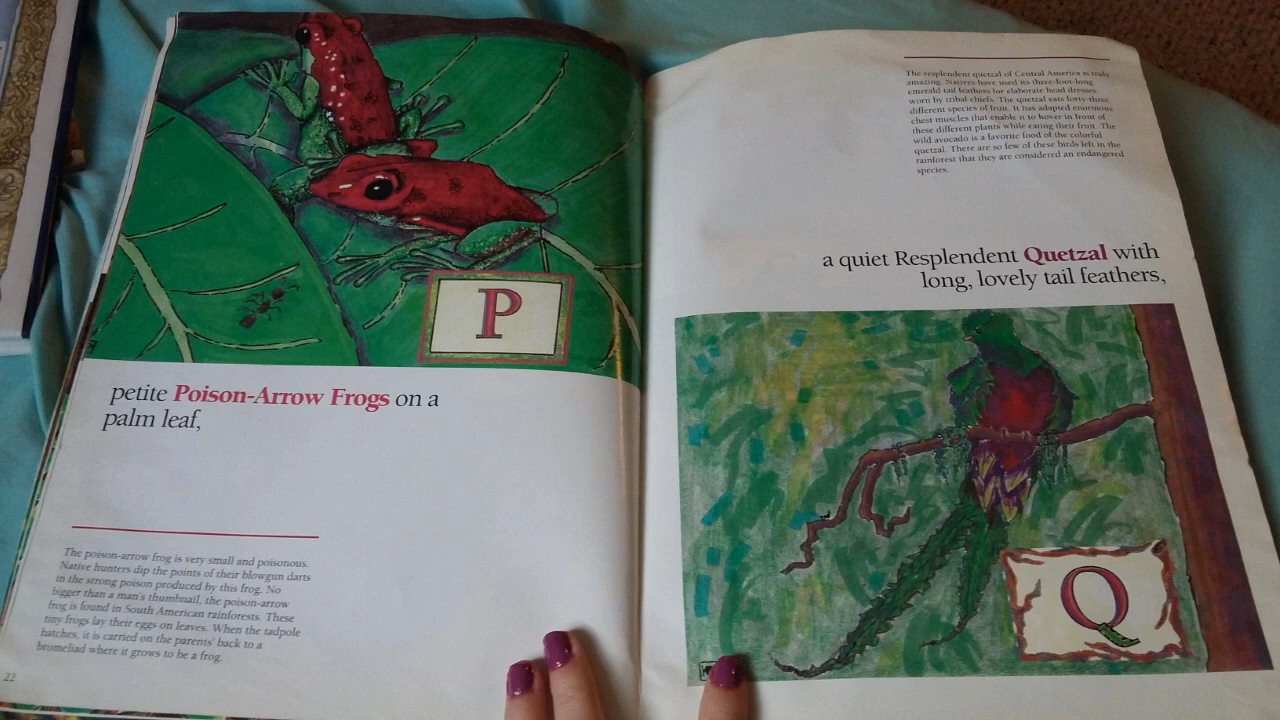 P
petite Poison-Arrow Frogs on a
palm leaf,
The poison-arrow frog is very small and poisonous.
Native hunters dip the points of their blowgun darts
in the strong poison produced by this frog. No
bigger than a man's thumbnail, the poison-arrow
frog is found in South American rainforests. These
tiny frogs lay their eggs on leaves. When the tadpole
hatches, it is carried on the parents' back to a
bromeliad where it grows to be a frog.
22
The resplendent quetzal of Central America is truly
amazing. Natives have used its three-foot-long
emerald tail feathers for elaborate head dresses
worn by tribal chiefs. The quetzal eats forty-three
different species of fruit. It has adapted enormous
chest muscles that enable it to hover in front of
these different plants while eating their fruit. The
wild avocado is a favorite food of the colorful
quetzal. There are so few of these birds left in the
rainforest that they are considered an endangered
species.
a quiet Resplendent Quetzal with
long, lovely tail feathers,
Q